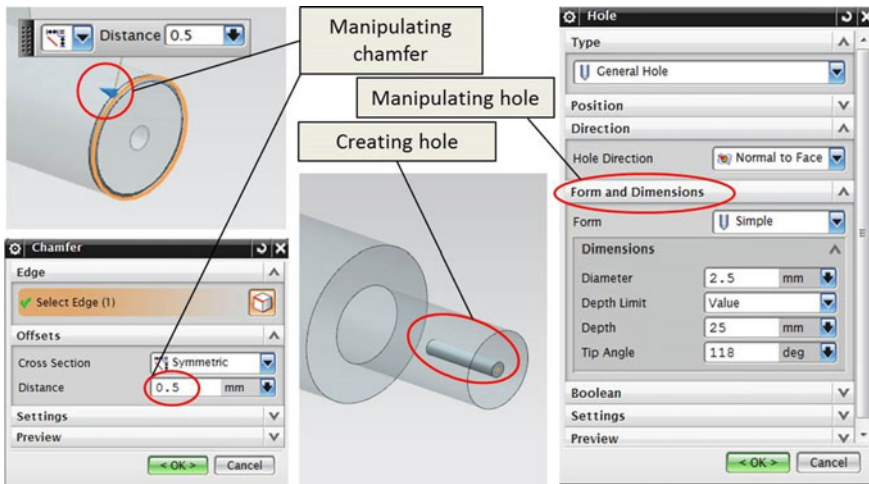 Distance 0.5
Manipulating
chamfer
Manipulating hole
Creating hole
Chamfer
Edge
Select Edge (1)
Offsets
Cross Section Symmetric
Distance 0.5 mm
Settings
Preview
< OK > Cancel
Hole
Type
General Hole
Position
Direction
Hole Direction Normal to Face
Form and Dimensions
Form Simple
Dimensions
Diameter 2.5 mm
Depth Limit Value
Depth 25 mm
Tip Angle 118 deg
Boolean
Settings
Preview
< OK > Cancel